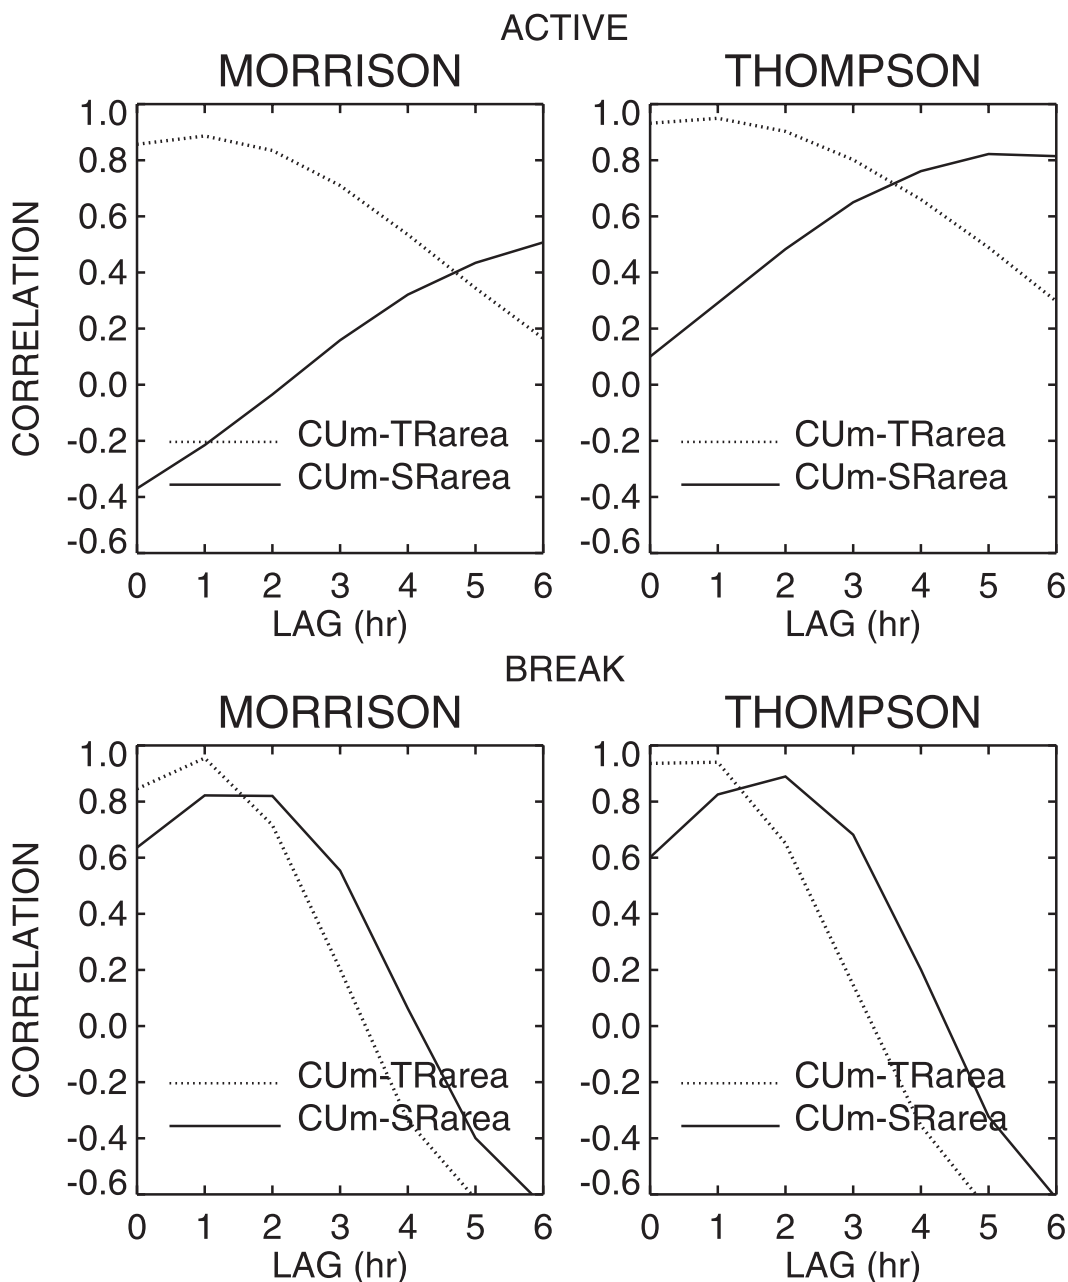 ACTIVE
MORRISON THOMPSON
1.0 1.0
0.8 0.8
0.6 0.6
0.4 0.4
0.2 0.2
0.0 0.0
-0.2 CUm-TRarea -0.2 CUm-TRarea
-0.4 CUm-SRarea -0.4 CUm-SRarea
-0.6 -0.6
CORRELATION
0 1 2 3 4 5 6 0 1 2 3 4 5 6
LAG (hr) LAG (hr)
BREAK
MORRISON THOMPSON
1.0 1.0
0.8 0.8
0.6 0.6
0.4 0.4
0.2 0.2
0.0 0.0
-0.2 CUm-TRarea -0.2 CUm-TRarea
-0.4 CUm-SRarea -0.4 CUm-SRarea
-0.6 -0.6
CORRELATION
0 1 2 3 4 5 6 0 1 2 3 4 5 6
LAG (hr) LAG (hr)